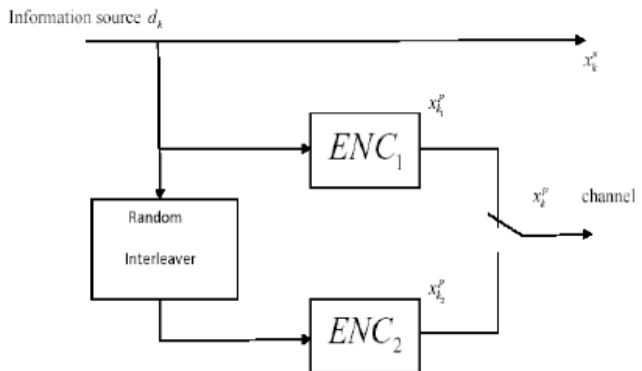 Information source d_k
x_k^s
x_{k_1}^p
ENC_1
x_k^p channel
Random
Interleaver
x_{k_2}^p
ENC_2